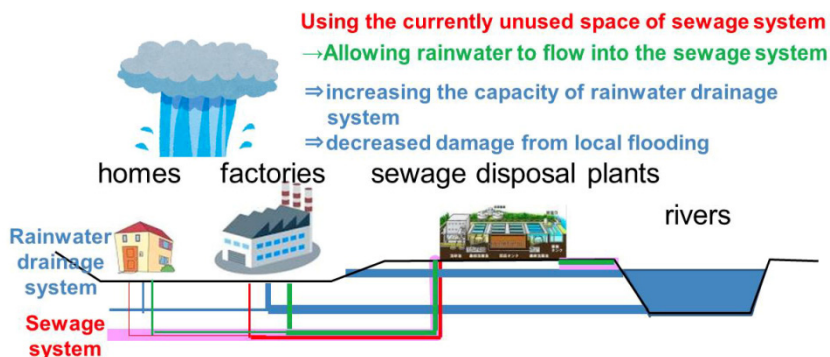 Using the currently unused space of sewage system
→Allowing rainwater to flow into the sewage system
⇒increasing the capacity of rainwater drainage
system
⇒decreased damage from local flooding
homes factories sewage disposal plants
rivers
Rainwater
drainage
system
Sewage
system